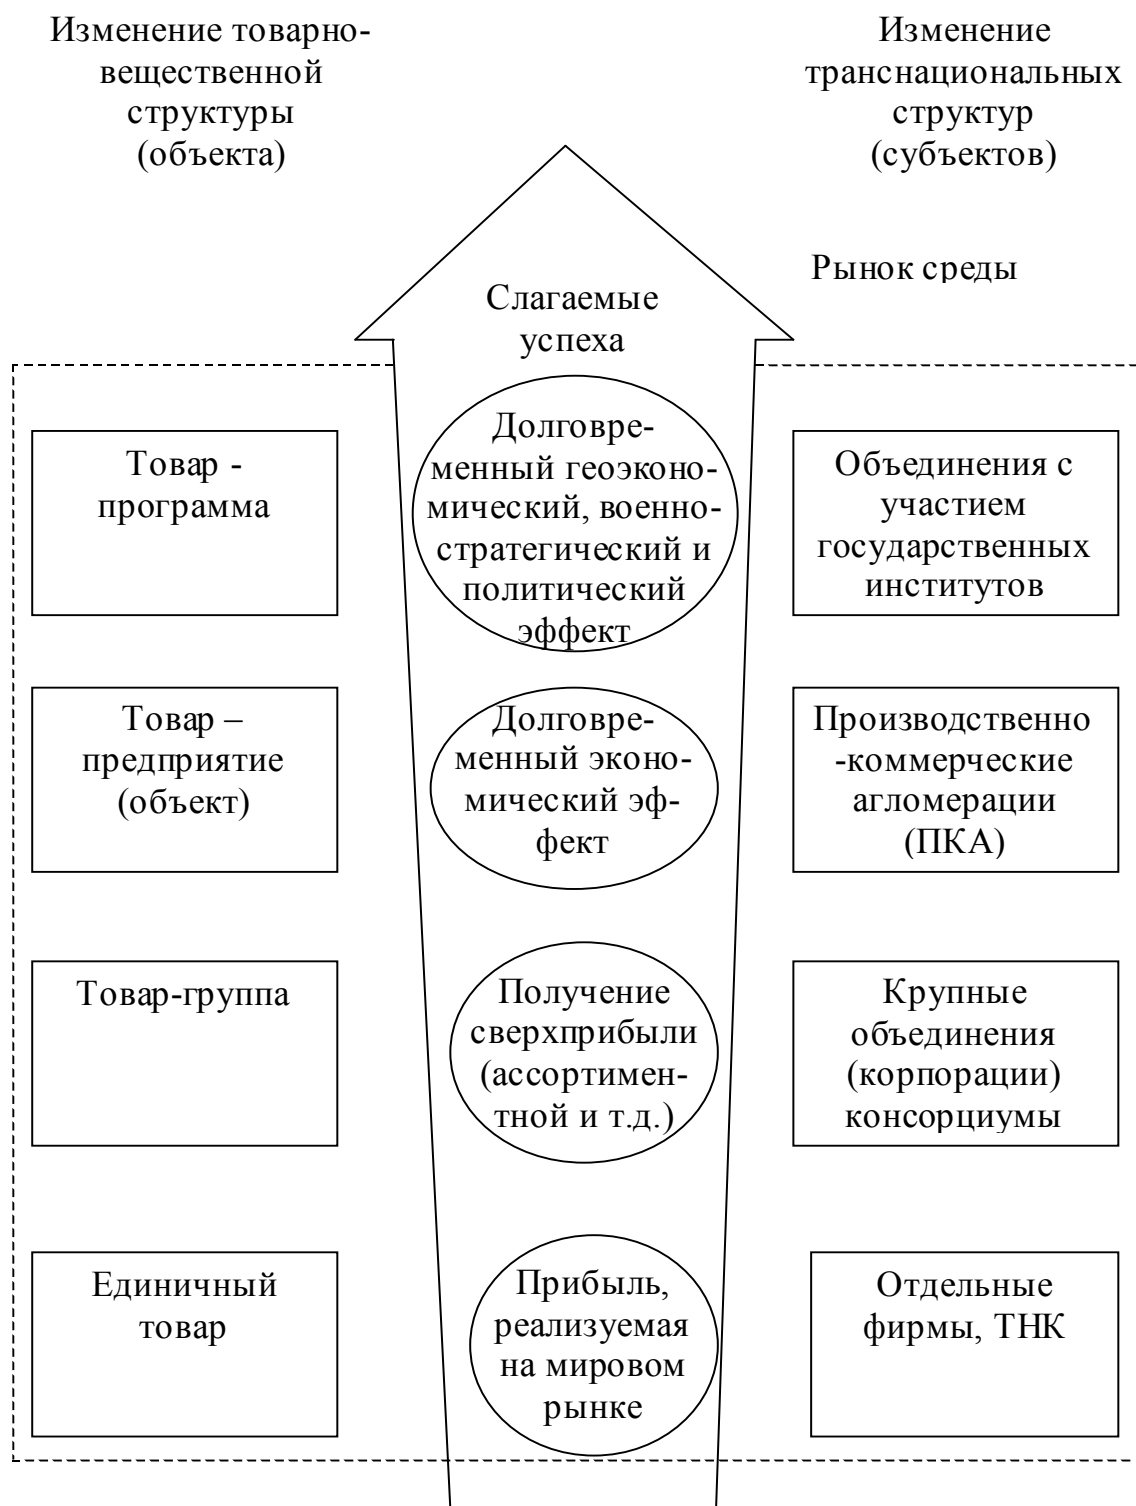 Изменение товарно-
вещественной
структуры
(объекта)
Изменение
транснациональных
структур
(субъектов)
Рынок среды
Слагаемые
успеха
Товар -
программа
Долговре-
менный геоэконо-
мический, военно-
стратегический и
политический
эффект
Объединения с
участием
государственных
институтов
Товар –
предприятие
(объект)
Долговре-
менный эконо-
мический эф-
фект
Производственно
-коммерческие
агломерации
(ПКА)
Товар-группа
Получение
сверхприбыли
(ассортимен-
тной и т.д.)
Крупные
объединения
(корпорации)
консорциумы
Единичный
товар
Прибыль,
реализуемая
на мировом
рынке
Отдельные
фирмы, ТНК